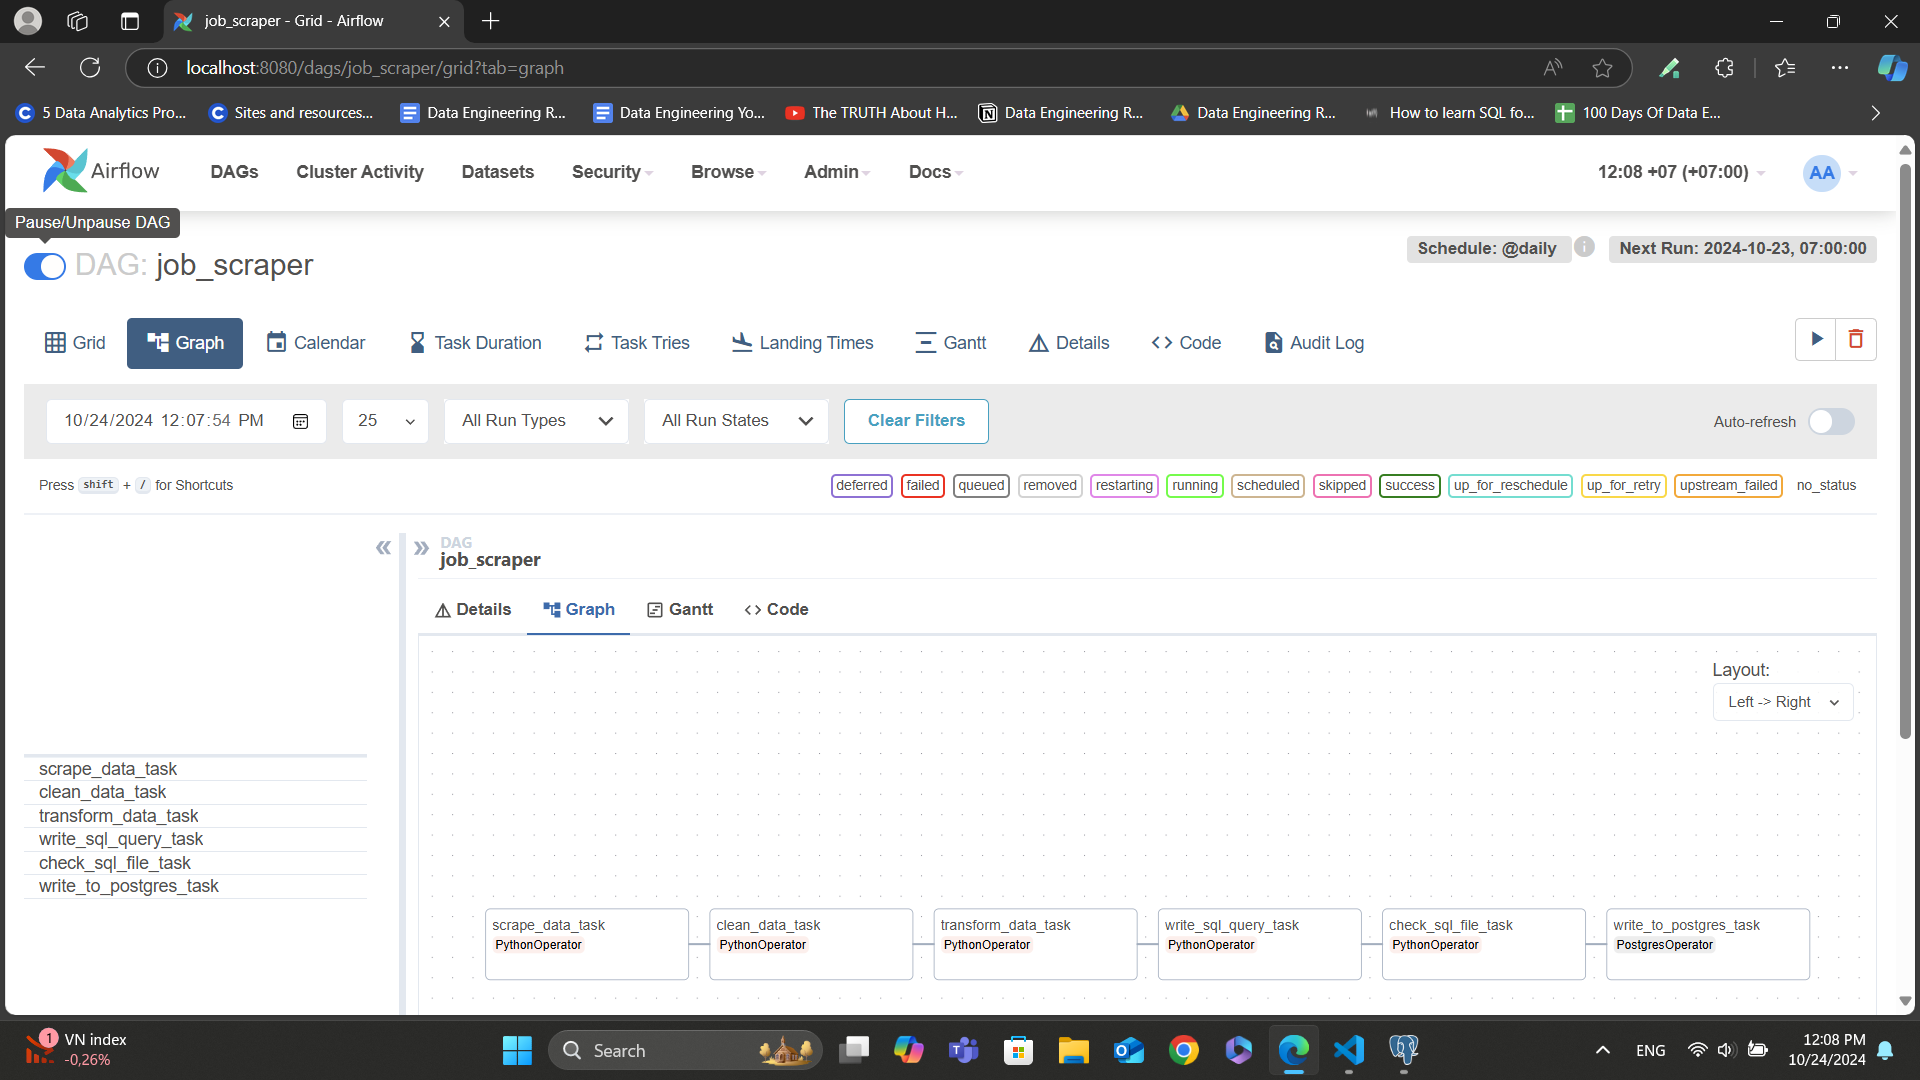 job_scraper - Grid - Airflow
localhost:8080/dags/job_scraper/grid?tab=graph
5 Data Analytics Pro...
Sites and resources...
Data Engineering R...
Data Engineering Yo...
The TRUTH About H...
Data Engineering R...
Data Engineering R...
How to learn SQL fo...
100 Days Of Data E...
Airflow
DAGs
Cluster Activity
Datasets
Security
Browse
Admin
Docs
12:08 +07 (+07:00)
AA
Pause/Unpause DAG
DAG: job_scraper
Schedule: @daily
Next Run: 2024-10-23, 07:00:00
Grid
Graph
Calendar
Task Duration
Task Tries
Landing Times
Gantt
Details
<> Code
Audit Log
10/24/2024 12:07:54 PM
25
All Run Types
All Run States
Clear Filters
Auto-refresh
Press shift + / for Shortcuts
deferred
failed
queued
removed
restarting
running
scheduled
skipped
success
up_for_reschedule
up_for_retry
upstream_failed
no_status
DAG
job_scraper
Details
Graph
Gantt
<> Code
Layout:
Left -> Right
scrape_data_task
clean_data_task
transform_data_task
write_sql_query_task
check_sql_file_task
write_to_postgres_task
scrape_data_task
PythonOperator
clean_data_task
PythonOperator
transform_data_task
PythonOperator
write_sql_query_task
PythonOperator
check_sql_file_task
PythonOperator
write_to_postgres_task
PostgresOperator
1
VN index
-0,26%
Search
ENG
12:08 PM
10/24/2024